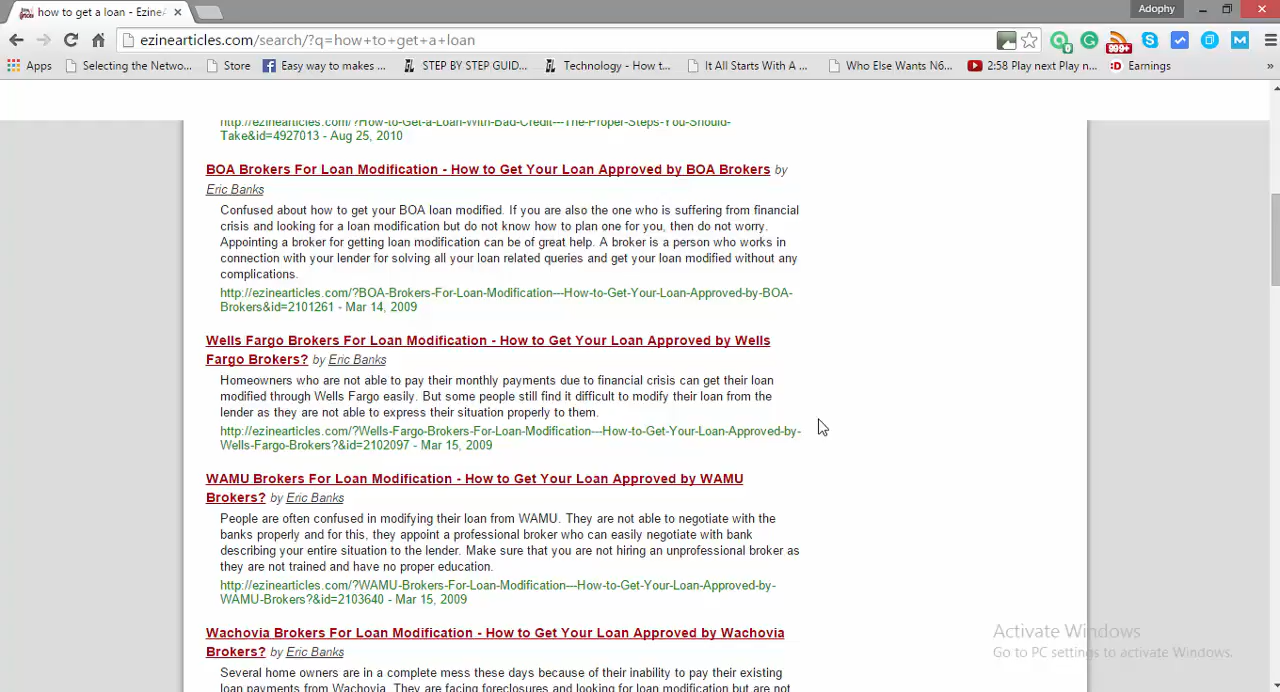 how to get a loan - Ezine
Adophy
ezinearticles.com/search/?q=how+to+get+a+loan
999+
Apps Selecting the Netwo... Store Easy way to makes ... STEP BY STEP GUID... Technology - How t... It All Starts With A ... Who Else Wants N6... 2:58 Play next Play n... Earnings »
http://ezinearticles.com/?How-to-Get-a-Loan-With-Bad-Credit---The-Proper-Steps-You-Should-
Take&id=4927013 - Aug 25, 2010
BOA Brokers For Loan Modification - How to Get Your Loan Approved by BOA Brokers by
Eric Banks
Confused about how to get your BOA loan modified. If you are also the one who is suffering from financial
crisis and looking for a loan modification but do not know how to plan one for you, then do not worry.
Appointing a broker for getting loan modification can be of great help. A broker is a person who works in
connection with your lender for solving all your loan related queries and get your loan modified without any
complications.
http://ezinearticles.com/?BOA-Brokers-For-Loan-Modification---How-to-Get-Your-Loan-Approved-by-BOA-
Brokers&id=2101261 - Mar 14, 2009
Wells Fargo Brokers For Loan Modification - How to Get Your Loan Approved by Wells
Fargo Brokers? by Eric Banks
Homeowners who are not able to pay their monthly payments due to financial crisis can get their loan
modified through Wells Fargo easily. But some people still find it difficult to modify their loan from the
lender as they are not able to express their situation properly to them.
http://ezinearticles.com/?Wells-Fargo-Brokers-For-Loan-Modification---How-to-Get-Your-Loan-Approved-by-
Wells-Fargo-Brokers?&id=2102097 - Mar 15, 2009
WAMU Brokers For Loan Modification - How to Get Your Loan Approved by WAMU
Brokers? by Eric Banks
People are often confused in modifying their loan from WAMU. They are not able to negotiate with the
banks properly and for this, they appoint a professional broker who can easily negotiate with bank
describing your entire situation to the lender. Make sure that you are not hiring an unprofessional broker as
they are not trained and have no proper education.
http://ezinearticles.com/?WAMU-Brokers-For-Loan-Modification---How-to-Get-Your-Loan-Approved-by-
WAMU-Brokers?&id=2103640 - Mar 15, 2009
Activate Windows
Go to PC settings to activate Windows.
Wachovia Brokers For Loan Modification - How to Get Your Loan Approved by Wachovia
Brokers? by Eric Banks
Several home owners are in a complete mess these days because of their inability to pay their existing
loan payments from Wachovia. They are facing foreclosures and looking for loan modification but are not